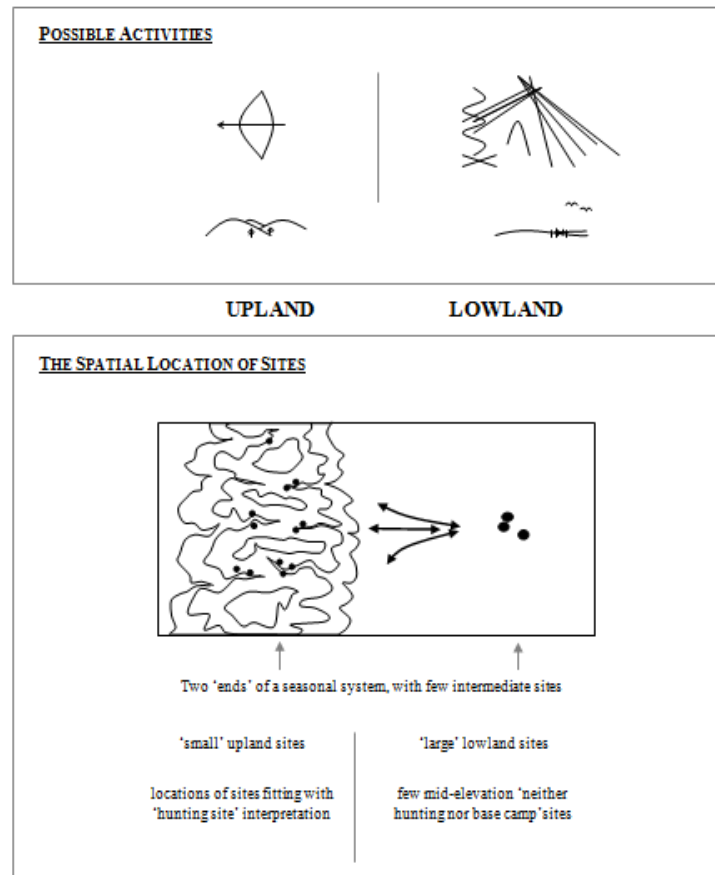 POSSIBLE ACTIVITIES
UPLAND
LOWLAND
THE SPATIAL LOCATION OF SITES
Two ‘ends’ of a seasonal system, with few intermediate sites
‘small’ upland sites
‘large’ lowland sites
locations of sites fitting with
‘hunting site’ interpretation
few mid-elevation ‘neither
hunting nor base camp’ sites